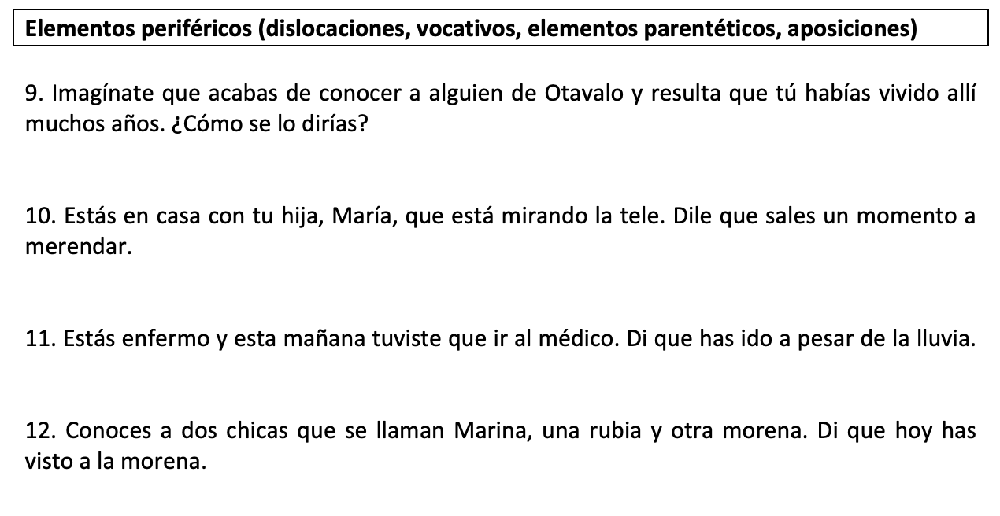 Elementos periféricos (dislocaciones, vocativos, elementos parentéticos, aposiciones)
9. Imagínate que acabas de conocer a alguien de Otavalo y resulta que tú habías vivido allí
muchos años. ¿Cómo se lo dirías?
10. Estás en casa con tu hija, María, que está mirando la tele. Dile que sales un momento a
merendar.
11. Estás enfermo y esta mañana tuviste que ir al médico. Di que has ido a pesar de la lluvia.
12. Conoces a dos chicas que se llaman Marina, una rubia y otra morena. Di que hoy has
visto a la morena.